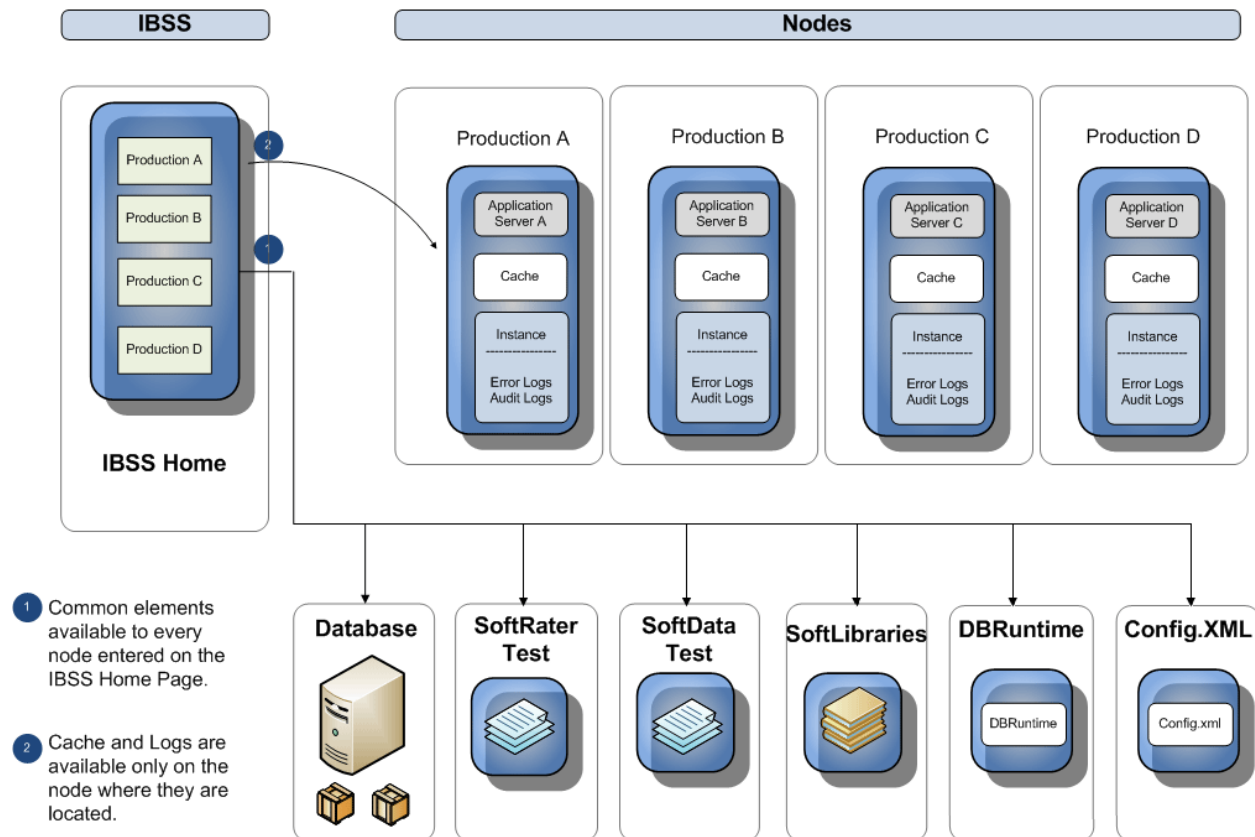 IBSS
Nodes
Production A
Production B
Production C
Production D
IBSS Home
2
1
Production A
Application
Server A
Cache
Instance
--------------------
Error Logs
Audit Logs
Production B
Application
Server B
Cache
Instance
--------------------
Error Logs
Audit Logs
Production C
Application
Server C
Cache
Instance
--------------------
Error Logs
Audit Logs
Production D
Application
Server D
Cache
Instance
--------------------
Error Logs
Audit Logs
1 Common elements
available to every
node entered on the
IBSS Home Page.
2 Cache and Logs are
available only on the
node where they are
located.
Database
SoftRater
Test
SoftData
Test
SoftLibraries
DBRuntime
DBRuntime
Config.XML
Config.xml